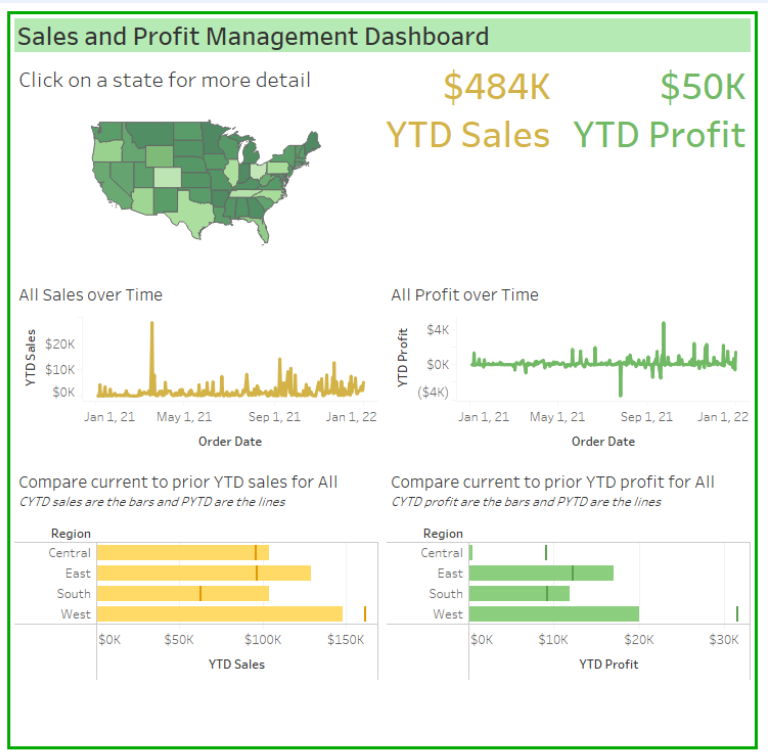 Sales and Profit Management Dashboard
Click on a state for more detail
$484K
YTD Sales
$50K
YTD Profit
All Sales over Time
YTD Sales
$20K
$10K
$0K
Jan 1, 21 May 1, 21 Sep 1, 21 Jan 1, 22
Order Date
All Profit over Time
YTD Profit
$4K
$0K
($4K)
Jan 1, 21 May 1, 21 Sep 1, 21 Jan 1, 22
Order Date
Compare current to prior YTD sales for All
CYTD sales are the bars and PYTD are the lines
Region
Central
East
South
West
$0K $50K $100K $150K
YTD Sales
Compare current to prior YTD profit for All
CYTD profit are the bars and PYTD are the lines
Region
Central
East
South
West
$0K $10K $20K $30K
YTD Profit